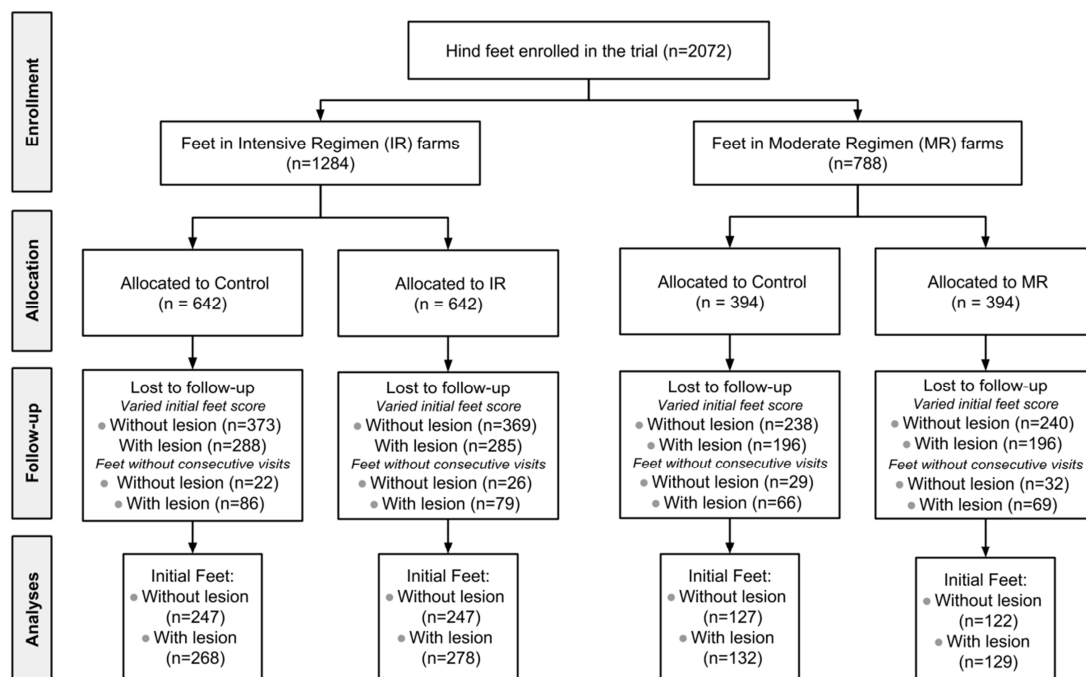 Enrollment
Hind feet enrolled in the trial (n=2072)
Feet in Intensive Regimen (IR) farms
(n=1284)
Feet in Moderate Regimen (MR) farms
(n=788)
Allocation
Allocated to Control
(n = 642)
Allocated to IR
(n = 642)
Allocated to Control
(n = 394)
Allocated to MR
(n = 394)
Follow-up
Lost to follow-up
Varied initial feet score
● Without lesion (n=373)
With lesion (n=288)
Feet without consecutive visits
● Without lesion (n=22)
● With lesion (n=86)
Lost to follow-up
Varied initial feet score
● Without lesion (n=369)
With lesion (n=285)
Feet without consecutive visits
● Without lesion (n=26)
● With lesion (n=79)
Lost to follow-up
Varied initial feet score
● Without lesion (n=238)
● With lesion (n=196)
Feet without consecutive visits
● Without lesion (n=29)
● With lesion (n=66)
Lost to follow-up
Varied initial feet score
● Without lesion (n=240)
● With lesion (n=196)
Feet without consecutive visits
● Without lesion (n=32)
● With lesion (n=69)
Analyses
Initial Feet:
● Without lesion
(n=247)
● With lesion
(n=268)
Initial Feet:
● Without lesion
(n=247)
● With lesion
(n=278)
Initial Feet:
● Without lesion
(n=127)
● With lesion
(n=132)
Initial Feet:
● Without lesion
(n=122)
● With lesion
(n=129)